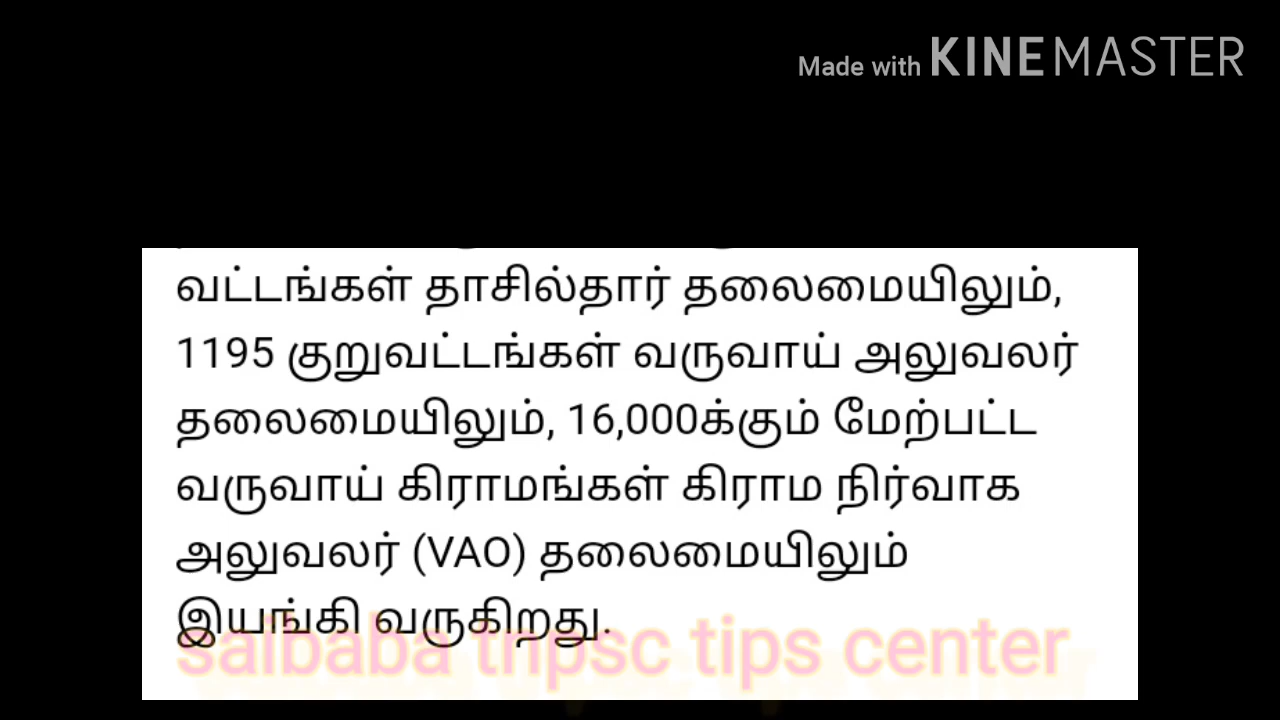 Made with KINEMASTER
வட்டங்கள் தாசில்தார் தலைமையிலும்,
1195 குறுவட்டங்கள் வருவாய் அலுவலர்
தலைமையிலும், 16,000க்கும் மேற்பட்ட
வருவாய் கிராமங்கள் கிராம நிர்வாக
அலுவலர் (VAO) தலைமையிலும்
இயங்கி வருகிறது.
saibaba tnpsc tips center